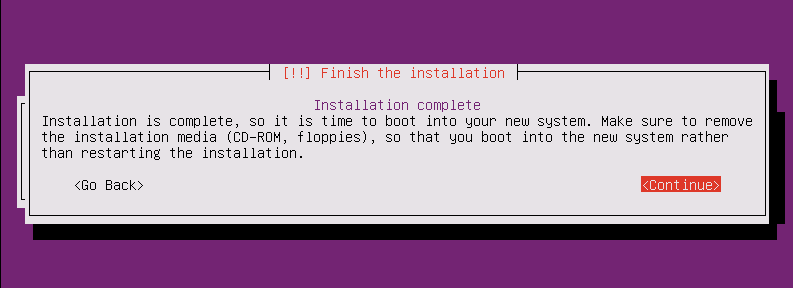 [!!] Finish the installation
Installation complete
Installation is complete, so it is time to boot into your new system. Make sure to remove
the installation media (CD-ROM, floppies), so that you boot into the new system rather
than restarting the installation.
<Go Back> <Continue>